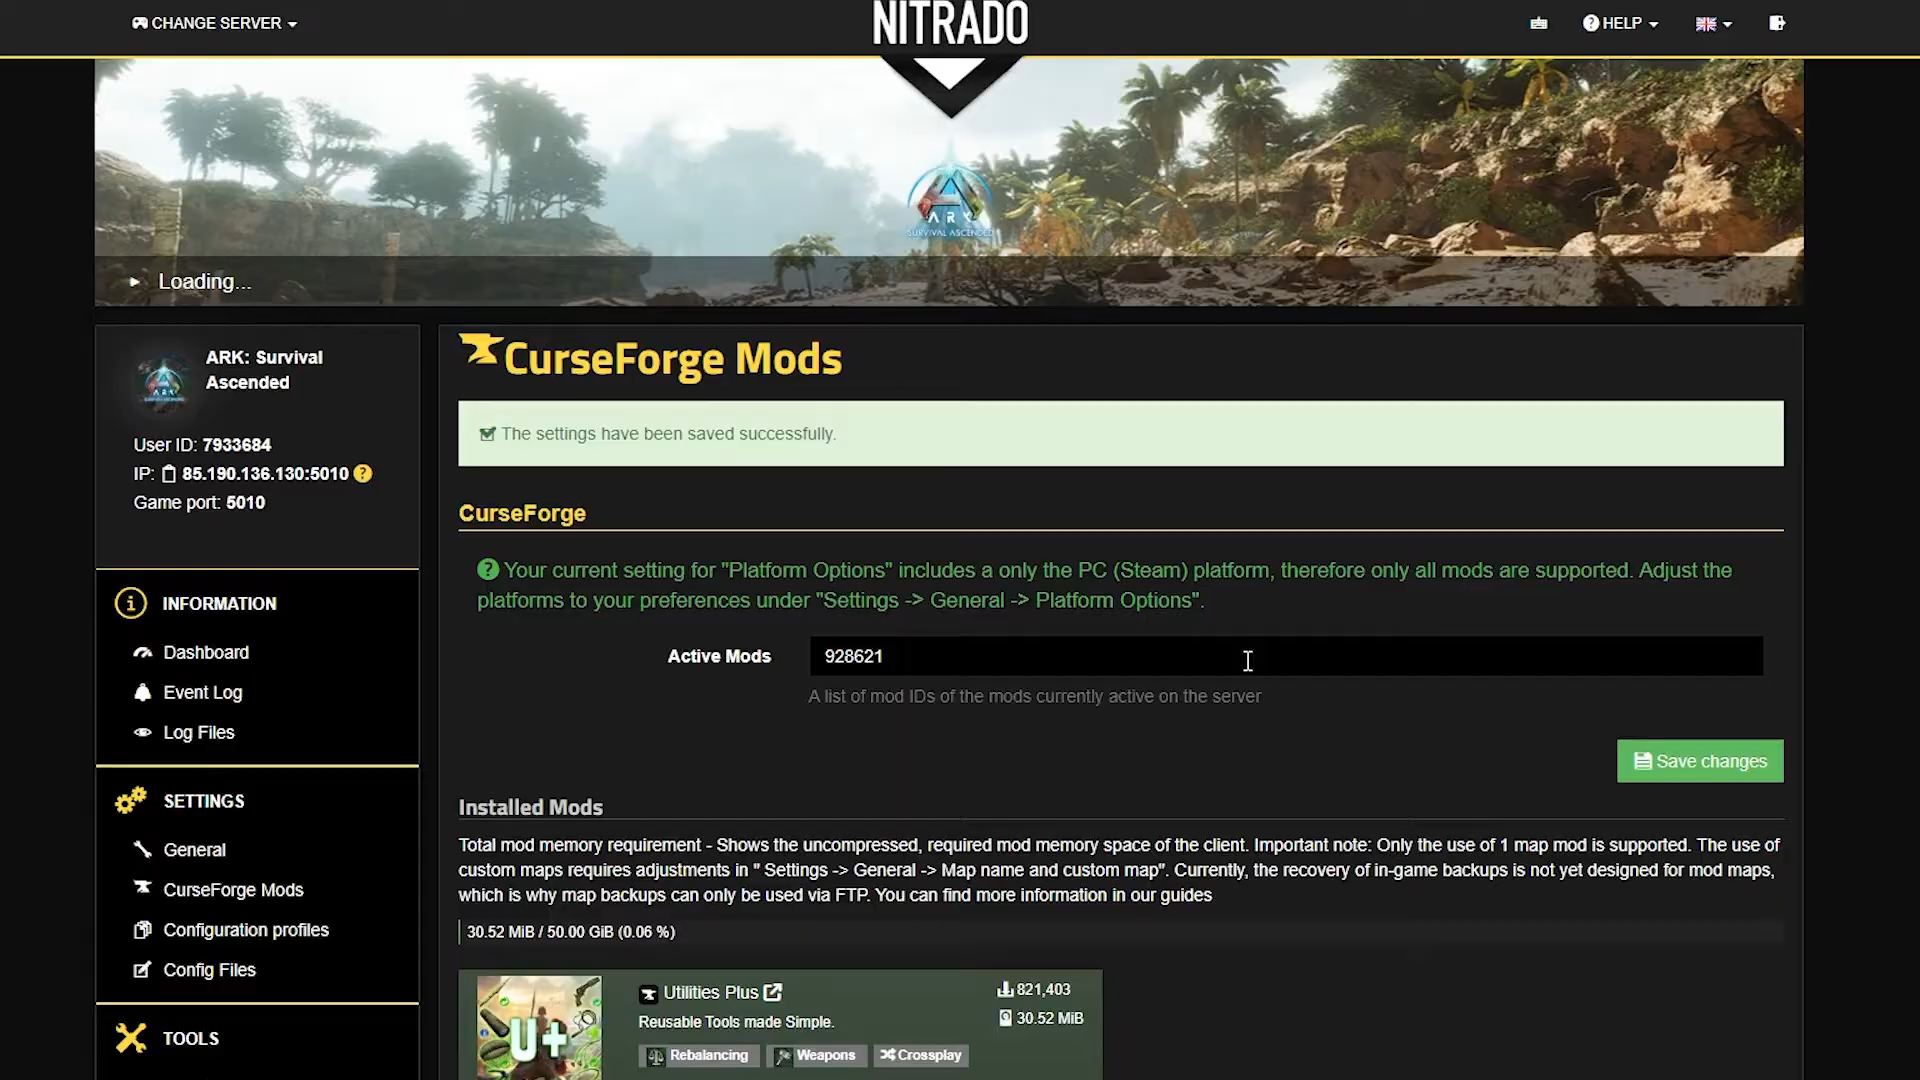 CHANGE SERVER
NITRADO
HELP
ARK
SURVIVAL ASCENDED
Loading...
ARK: Survival
Ascended
User ID: 7933684
IP: 85.190.136.130:5010
Game port: 5010
INFORMATION
Dashboard
Event Log
Log Files
SETTINGS
General
CurseForge Mods
Configuration profiles
Config Files
TOOLS
CurseForge Mods
The settings have been saved successfully.
CurseForge
Your current setting for "Platform Options" includes a only the PC (Steam) platform, therefore only all mods are supported. Adjust the
platforms to your preferences under "Settings -> General -> Platform Options".
Active Mods 928621
A list of mod IDs of the mods currently active on the server
Save changes
Installed Mods
Total mod memory requirement - Shows the uncompressed, required mod memory space of the client. Important note: Only the use of 1 map mod is supported. The use of
custom maps requires adjustments in " Settings -> General -> Map name and custom map". Currently, the recovery of in-game backups is not yet designed for mod maps,
which is why map backups can only be used via FTP. You can find more information in our guides
30.52 MiB / 50.00 GiB (0.06 %)
U+
Utilities Plus 821,403
Reusable Tools made Simple. 30.52 MiB
Rebalancing Weapons Crossplay